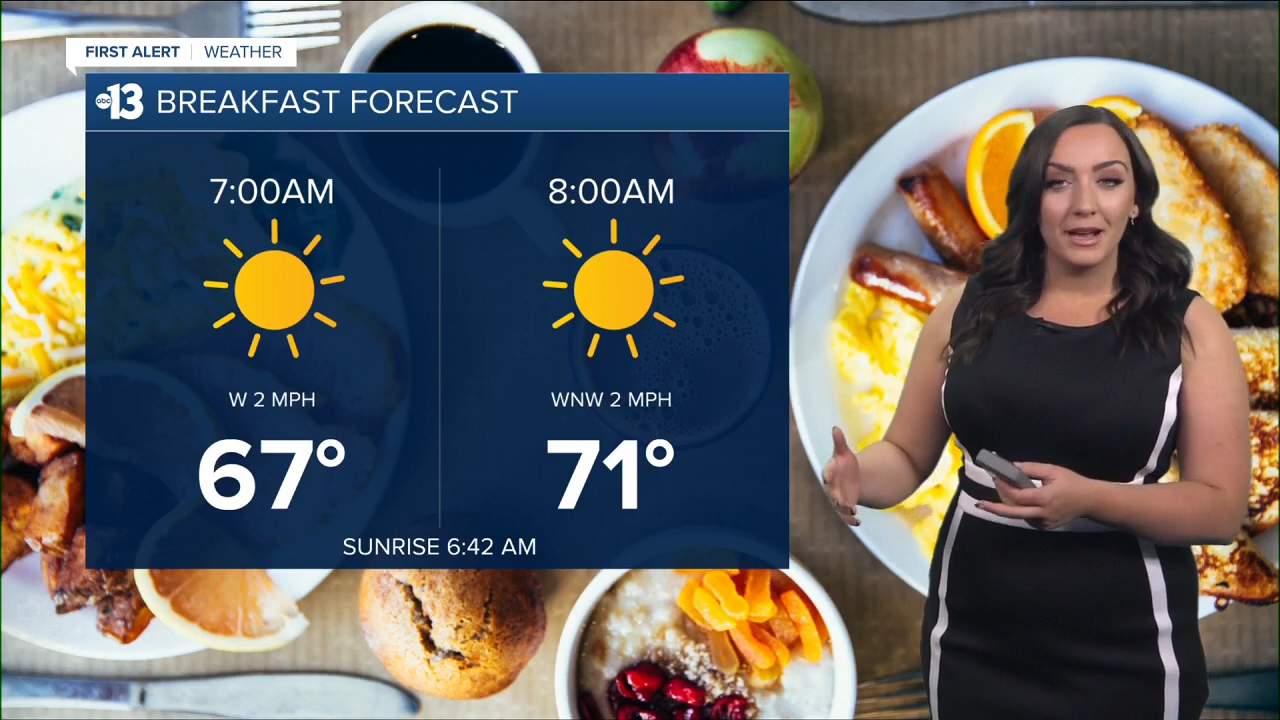 FIRST ALERT | WEATHER
abc 13 BREAKFAST FORECAST
7:00AM
8:00AM
W 2 MPH
WNW 2 MPH
67°
71°
SUNRISE 6:42 AM